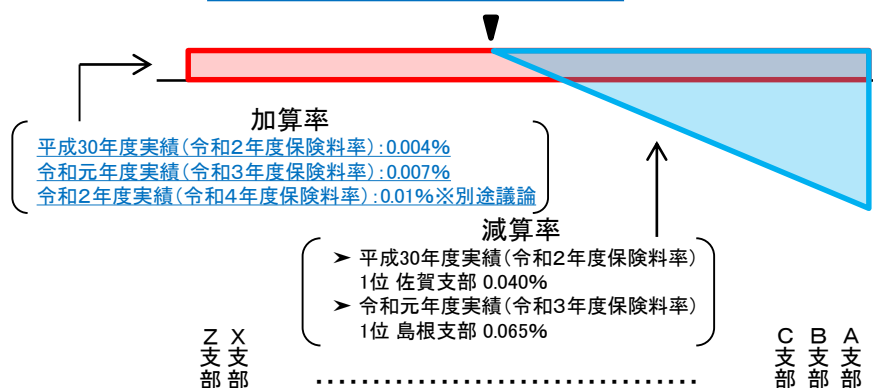 加算率
平成30年度実績(令和２年度保険料率):0.004%
令和元年度実績(令和３年度保険料率):0.007%
令和２年度実績(令和４年度保険料率):0.01%※別途議論
減算率
➤ 平成30年度実績(令和２年度保険料率)
1位 佐賀支部 0.040%
➤ 令和元年度実績(令和３年度保険料率)
1位 島根支部 0.065%
Ｚ支部
Ｘ支部
‥‥‥‥‥‥‥‥‥‥‥‥‥‥‥‥
Ｃ支部
Ｂ支部
Ａ支部